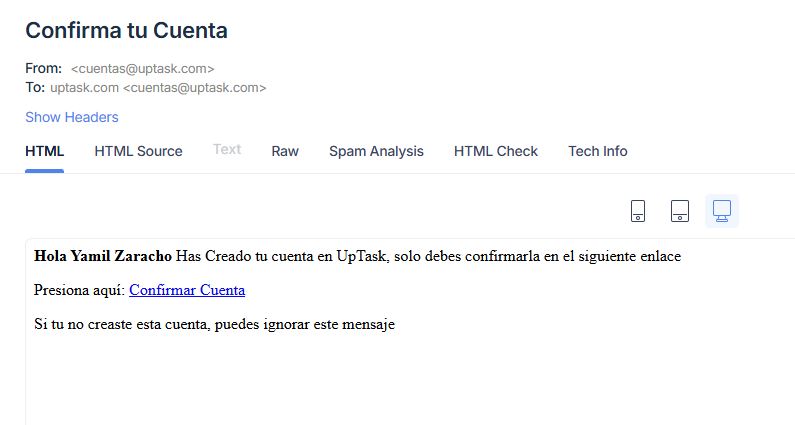 Confirma tu Cuenta
From: <cuentas@uptask.com>
To: uptask.com <cuentas@uptask.com>
Show Headers
HTML HTML Source Text Raw Spam Analysis HTML Check Tech Info
Hola Yamil Zaracho Has Creado tu cuenta en UpTask, solo debes confirmarla en el siguiente enlace
Presiona aquí: Confirmar Cuenta
Si tu no creaste esta cuenta, puedes ignorar este mensaje